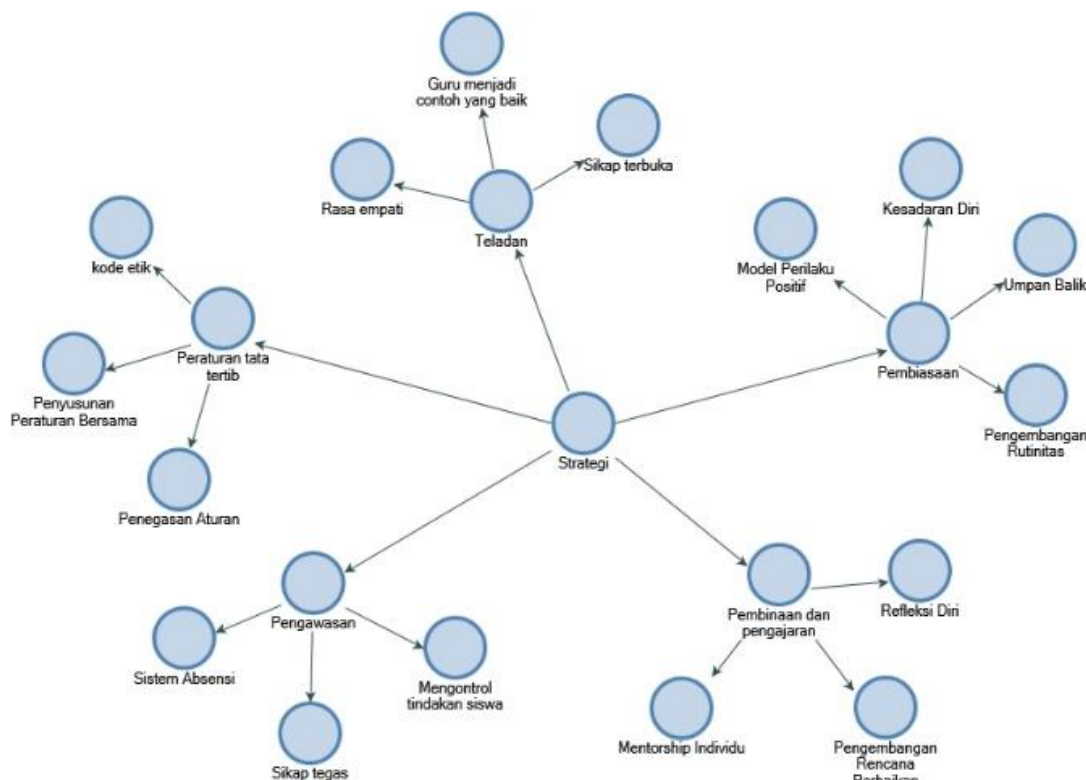 Guru menjadi
contoh yang baik
Sikap terbuka
Rasa empati
Teladan
Kesadaran Diri
Model Perilaku
Positif
Umpan Balik
Pembiasaan
Pengembangan
Rutinitas
kode etik
Peraturan tata
tertib
Penyusunan
Peraturan Bersama
Penegasan Aturan
Strategi
Pengawasan
Sistem Absensi
Mengontrol
tindakan siswa
Sikap tegas
Pembinaan dan
pengajaran
Refleksi Diri
Mentorship Individu
Pengembangan
Rencana